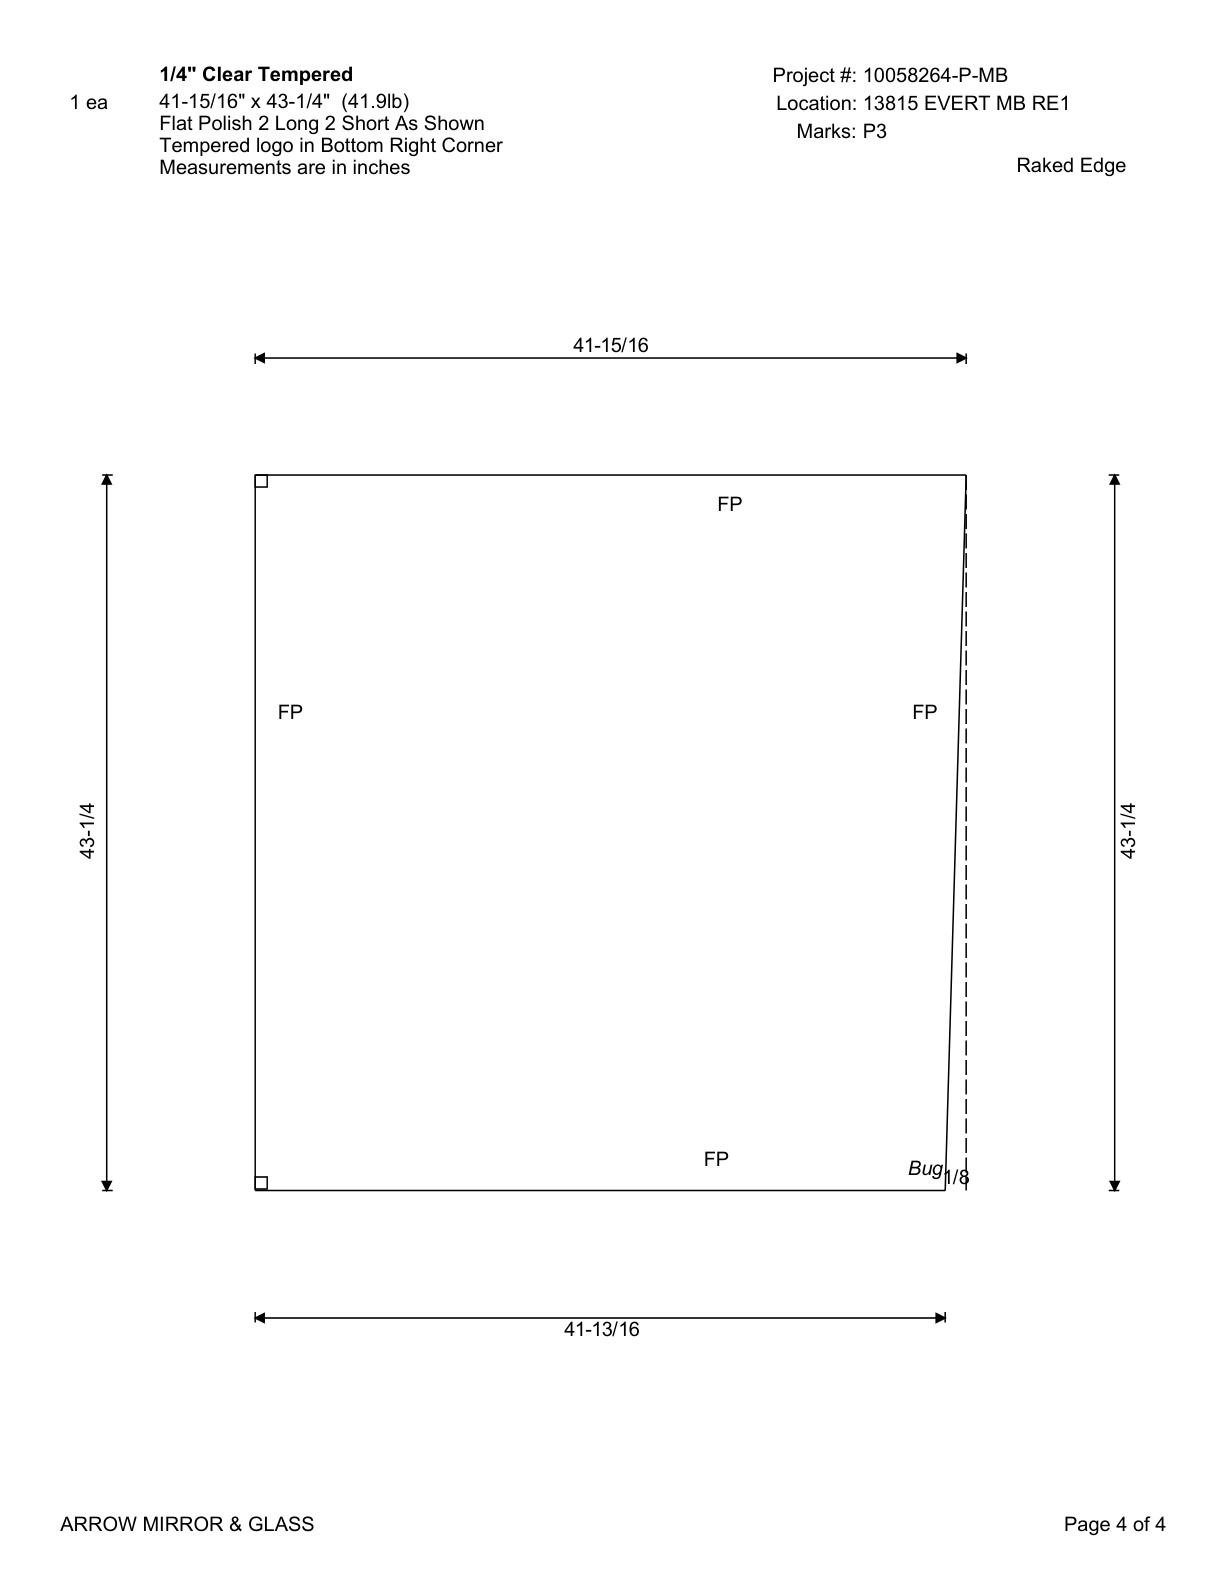 1/4" Clear Tempered
1 ea
41-15/16" x 43-1/4" (41.9lb)
Flat Polish 2 Long 2 Short As Shown
Tempered logo in Bottom Right Corner
Measurements are in inches
Project #: 10058264-P-MB
Location: 13815 EVERT MB RE1
Marks: P3
Raked Edge
41-15/16
FP
FP
FP
43-1/4
43-1/4
FP
Bug
1/8
41-13/16
ARROW MIRROR & GLASS
Page 4 of 4